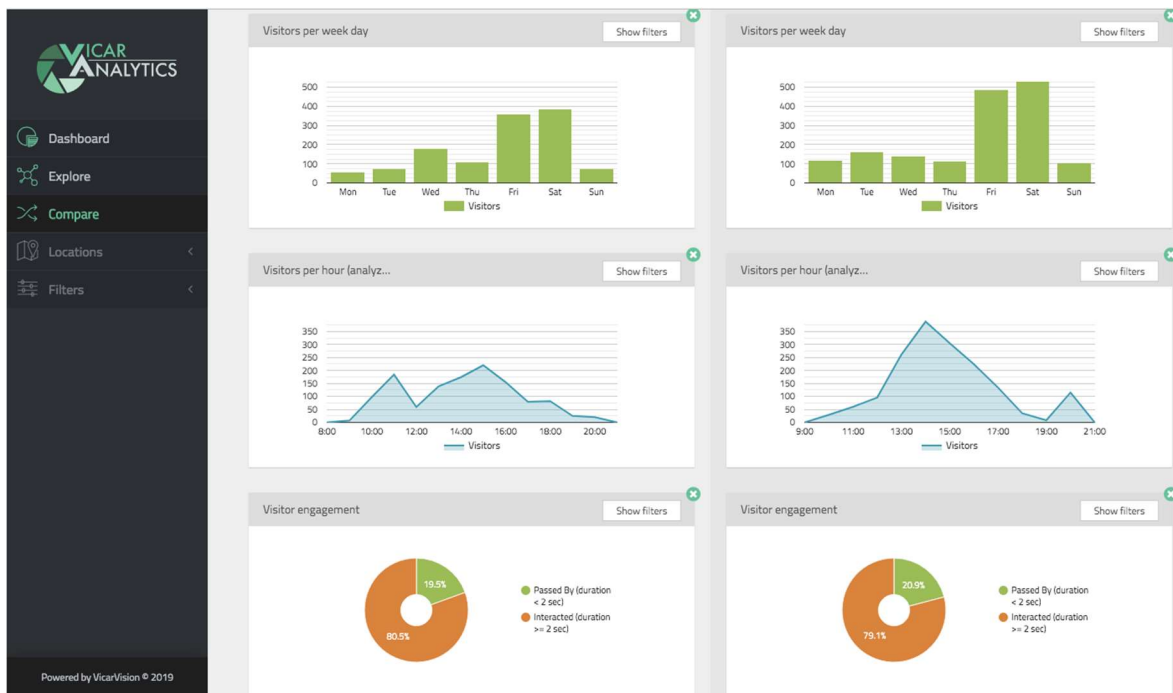 VICAR
ANALYTICS
Dashboard
Explore
Compare
Locations
Filters
Powered by VicarVision © 2019
Visitors per week day
Show filters
500
400
300
200
100
0
Mon Tue Wed Thu Fri Sat Sun
Visitors
Visitors per hour (analyz...
Show filters
350
300
250
200
150
100
50
0
8:00 10:00 12:00 14:00 16:00 18:00 20:00
Visitors
Visitor engagement
Show filters
19.5%
80.5%
Passed By (duration
< 2 sec)
Interacted (duration
>= 2 sec)
Visitors per week day
Show filters
500
400
300
200
100
0
Mon Tue Wed Thu Fri Sat Sun
Visitors
Visitors per hour (analyz...
Show filters
350
300
250
200
150
100
50
0
9:00 11:00 13:00 15:00 17:00 19:00 21:00
Visitors
Visitor engagement
Show filters
20.9%
79.1%
Passed By (duration
< 2 sec)
Interacted (duration
>= 2 sec)